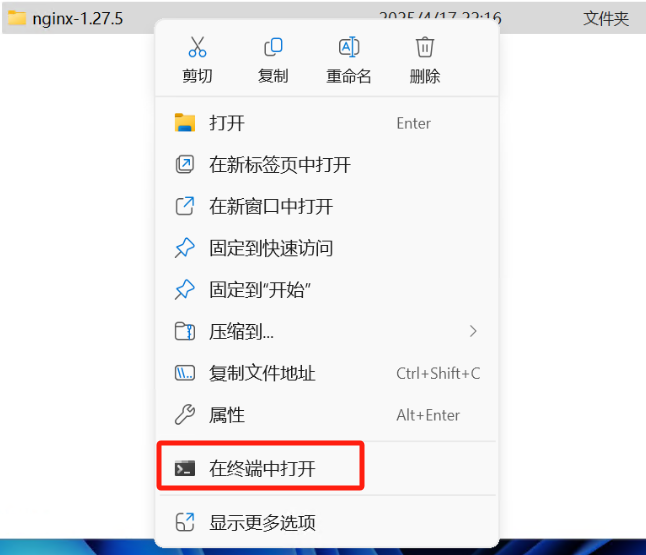 nginx-1.27.5 2025/4/17 22:16 文件夹
剪切 复制 重命名 删除
打开 Enter
在新标签页中打开
在新窗口中打开
固定到快速访问
固定到"开始"
压缩到...
复制文件地址 Ctrl+Shift+C
属性 Alt+Enter
在终端中打开
显示更多选项